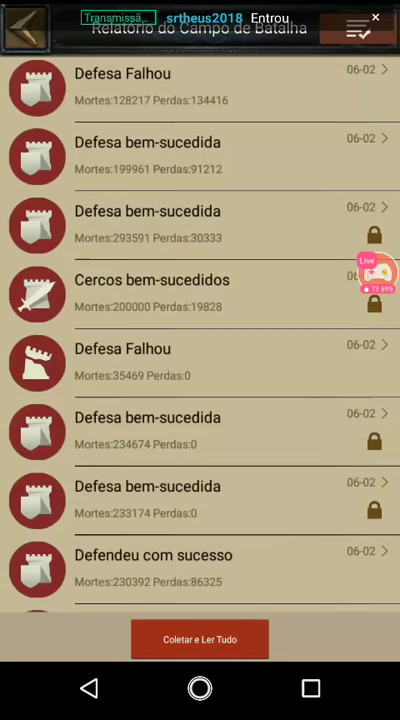 Transmissã... srtheus2018 Entrou
Relatório do Campo de Batalha
Defesa Falhou
06-02
Mortes:128217 Perdas:134416
Defesa bem-sucedida
06-02
Mortes:199961 Perdas:91212
Defesa bem-sucedida
06-02
Mortes:293591 Perdas:30333
Live
Cercos bem-sucedidos
73 895
Mortes:200000 Perdas:19828
Defesa Falhou
06-02
Mortes:35469 Perdas:0
Defesa bem-sucedida
06-02
Mortes:234674 Perdas:0
Defesa bem-sucedida
06-02
Mortes:233174 Perdas:0
Defendeu com sucesso
06-02
Mortes:230392 Perdas:86325
Coletar e Ler Tudo